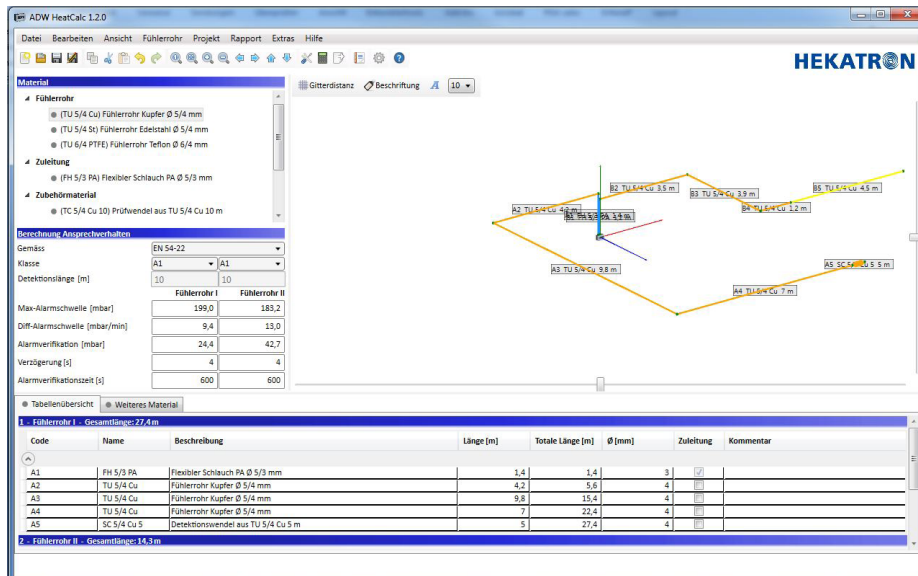 ADW HeatCalc 1.2.0
Datei Bearbeiten Ansicht Fühlerrohr Projekt Rapport Extras Hilfe
HEKATRON
Material
Fühlerrohr
(TU 5/4 Cu) Fühlerrohr Kupfer Ø 5/4 mm
(TU 5/4 St) Fühlerrohr Edelstahl Ø 5/4 mm
(TU 6/4 PTFE) Fühlerrohr Teflon Ø 6/4 mm
Zuleitung
(FH 5/3 PA) Flexibler Schlauch PA Ø 5/3 mm
Zubehörmaterial
(TC 5/4 Cu 10) Prüfwendel aus TU 5/4 Cu 10 m
Gitterdistanz Beschriftung A 10
B2 TU 5/4 Cu 3,5 m
B3 TU 5/4 Cu 3,9 m
B5 TU 5/4 Cu 4,5 m
B4 TU 5/4 Cu 1,2 m
A2 TU 5/4 Cu 4,2 m
A3 TU 5/4 Cu 9,8 m
A5 SC 5/4 Cu 5 5 m
A4 TU 5/4 Cu 7 m
Berechnung Ansprechverhalten
Gemäss EN 54-22
Klasse A1 A1
Detektionslänge [m] 10 10
Fühlerrohr I Fühlerrohr II
Max-Alarmschwelle [mbar] 199,0 183,2
Diff-Alarmschwelle [mbar/min] 9,4 13,0
Alarmverifikation [mbar] 24,4 42,7
Verzögerung [s] 4 4
Alarmverifikationszeit [s] 600 600
Tabellenübersicht Weiteres Material
1 - Fühlerrohr I - Gesamtlänge: 27,4 m
Code Name Beschreibung Länge [m] Totale Länge [m] Ø [mm] Zuleitung Kommentar
A1 FH 5/3 PA Flexibler Schlauch PA Ø 5/3 mm 1,4 1,4 3
A2 TU 5/4 Cu Fühlerrohr Kupfer Ø 5/4 mm 4,2 5,6 4
A3 TU 5/4 Cu Fühlerrohr Kupfer Ø 5/4 mm 9,8 15,4 4
A4 TU 5/4 Cu Fühlerrohr Kupfer Ø 5/4 mm 7 22,4 4
A5 SC 5/4 Cu 5 Detektionswendel aus TU 5/4 Cu 5 m 5 27,4 4
2 - Fühlerrohr II - Gesamtlänge: 14,3 m